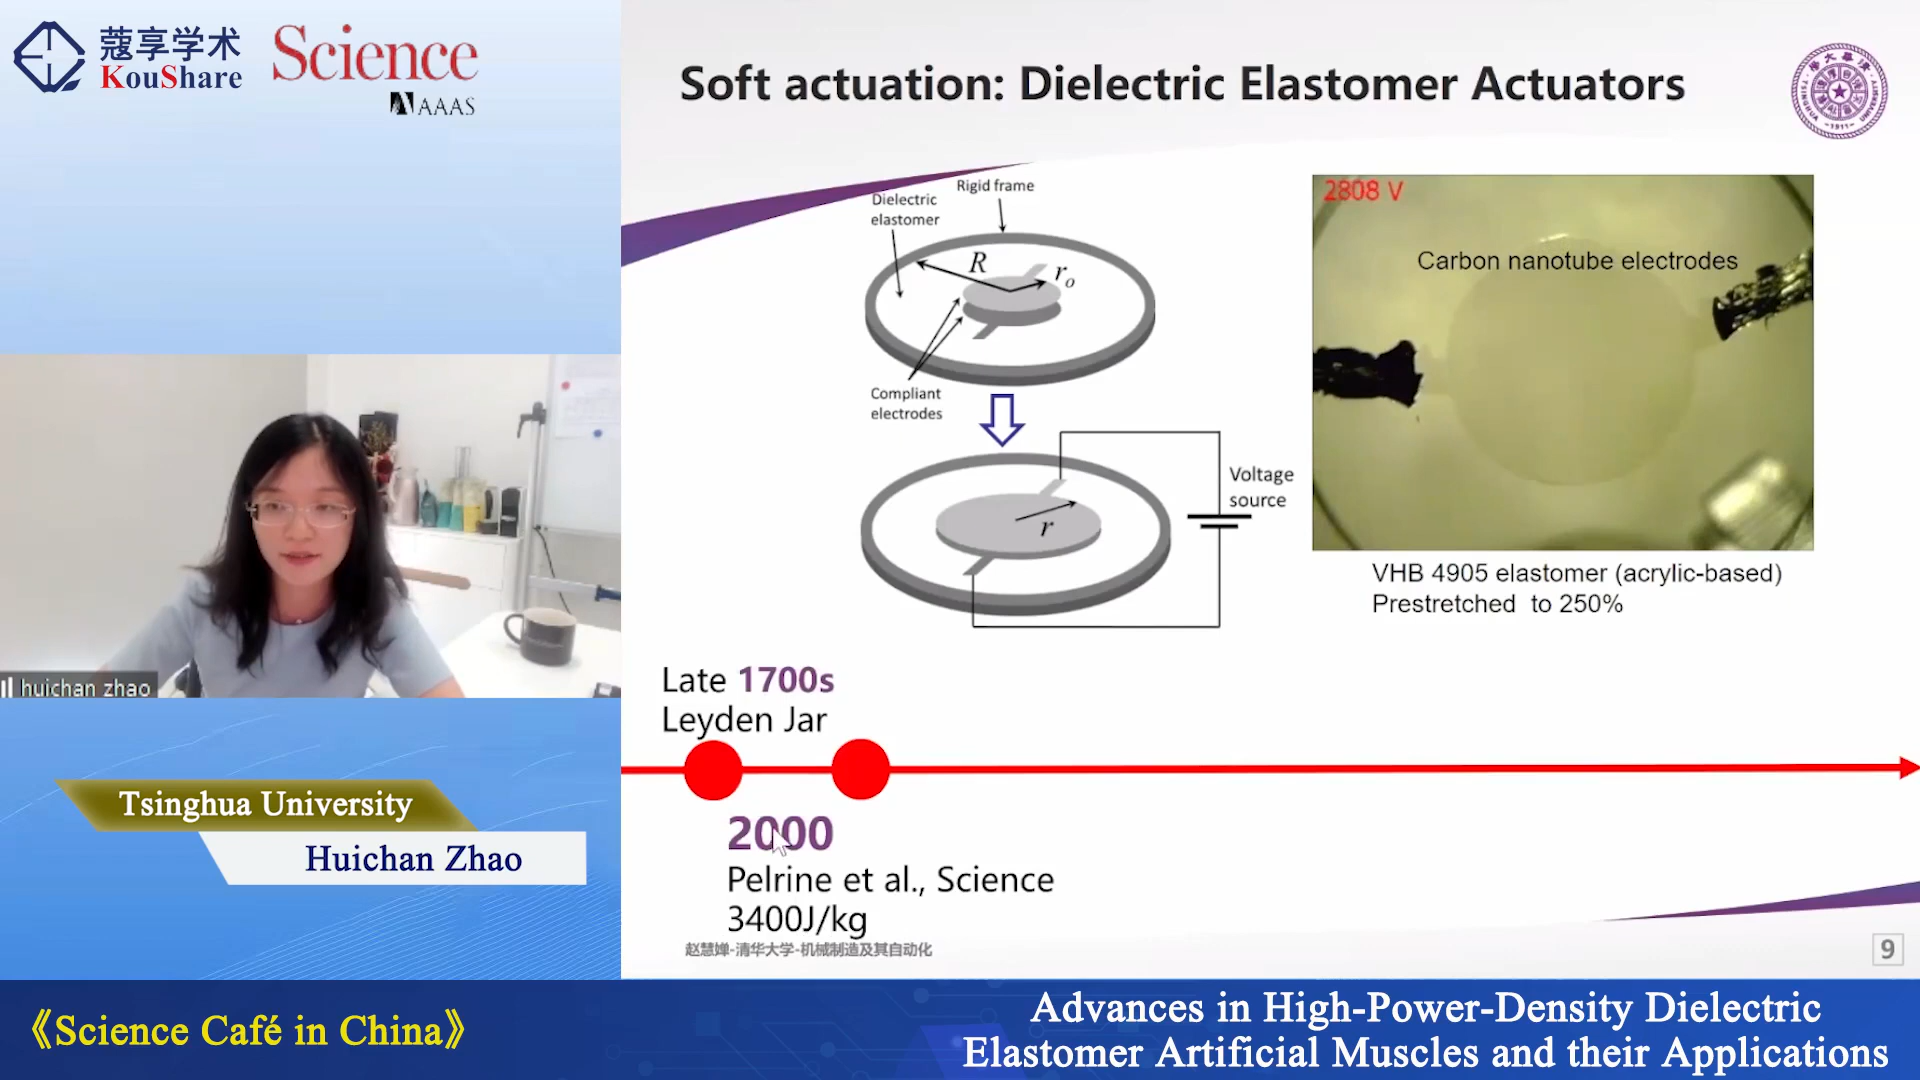 蔻享学术
KouShare
Science
AAAS
huichan zhao
Tsinghua University
Huichan Zhao
Soft actuation: Dielectric Elastomer Actuators
Rigid frame
Dielectric
elastomer
R
ro
Compliant
electrodes
Voltage
source
r
2808 V
Carbon nanotube electrodes
VHB 4905 elastomer (acrylic-based)
Prestretched to 250%
Late 1700s
Leyden Jar
2000
Pelrine et al., Science
3400J/kg
赵慧婵-清华大学-机械制造及其自动化
9
《Science Café in China》
Advances in High-Power-Density Dielectric
Elastomer Artificial Muscles and their Applications